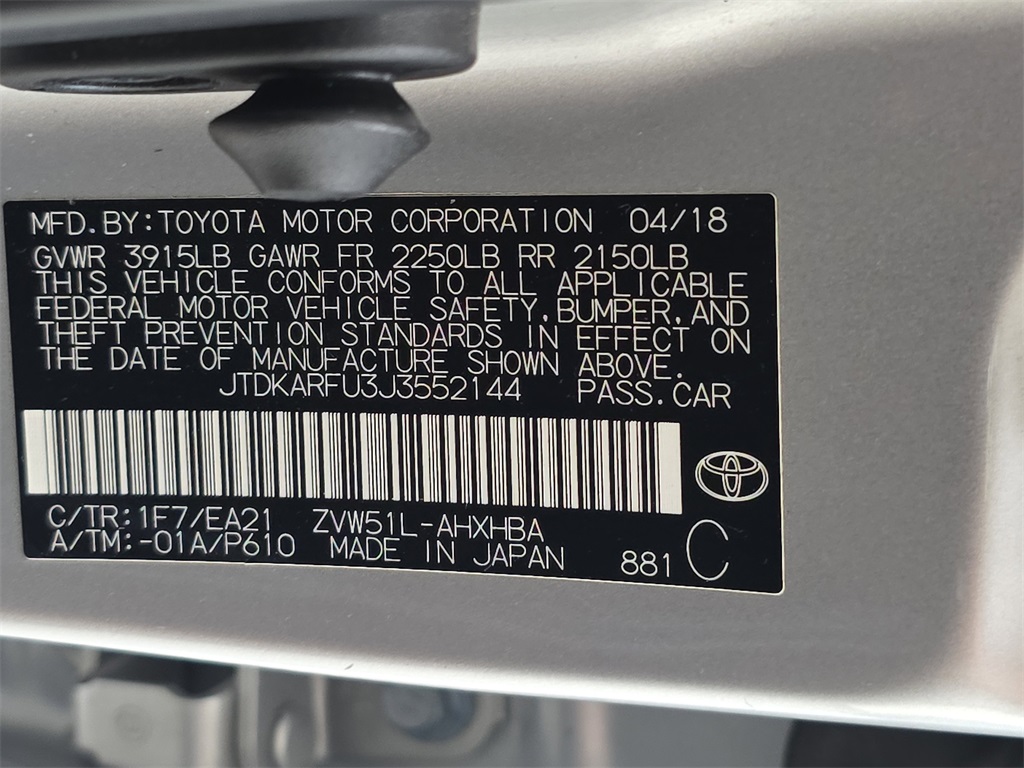 MFD.BY:TOYOTA MOTOR CORPORATION 04/18
GVWR 3915LB GAWR FR 2250LB RR 2150LB
THIS VEHICLE CONFORMS TO ALL APPLICABLE
FEDERAL MOTOR VEHICLE SAFETY,BUMPER,AND
THEFT PREVENTION STANDARDS IN EFFECT ON
THE DATE OF MANUFACTURE SHOWN ABOVE.
JTDKARFU3J3552144 PASS.CAR
C/TR:1F7/EA21 ZVW51L-AHXHBA
A/TM:-01A/P610 MADE IN JAPAN 881 C